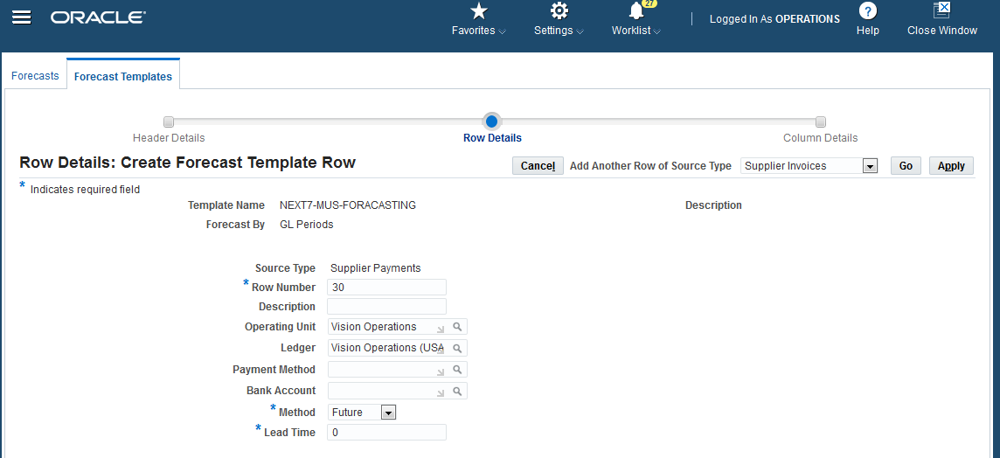 ORACLE
27
Favorites Settings Worklist Logged In As OPERATIONS ? Help Close Window
Forecasts Forecast Templates
Header Details Row Details Column Details
Row Details: Create Forecast Template Row Cancel Add Another Row of Source Type Supplier Invoices Go Apply
* Indicates required field
Template Name NEXT7-MUS-FORACASTING Description
Forecast By GL Periods
Source Type Supplier Payments
* Row Number 30
Description
Operating Unit Vision Operations
Ledger Vision Operations (USA
Payment Method
Bank Account
* Method Future
* Lead Time 0